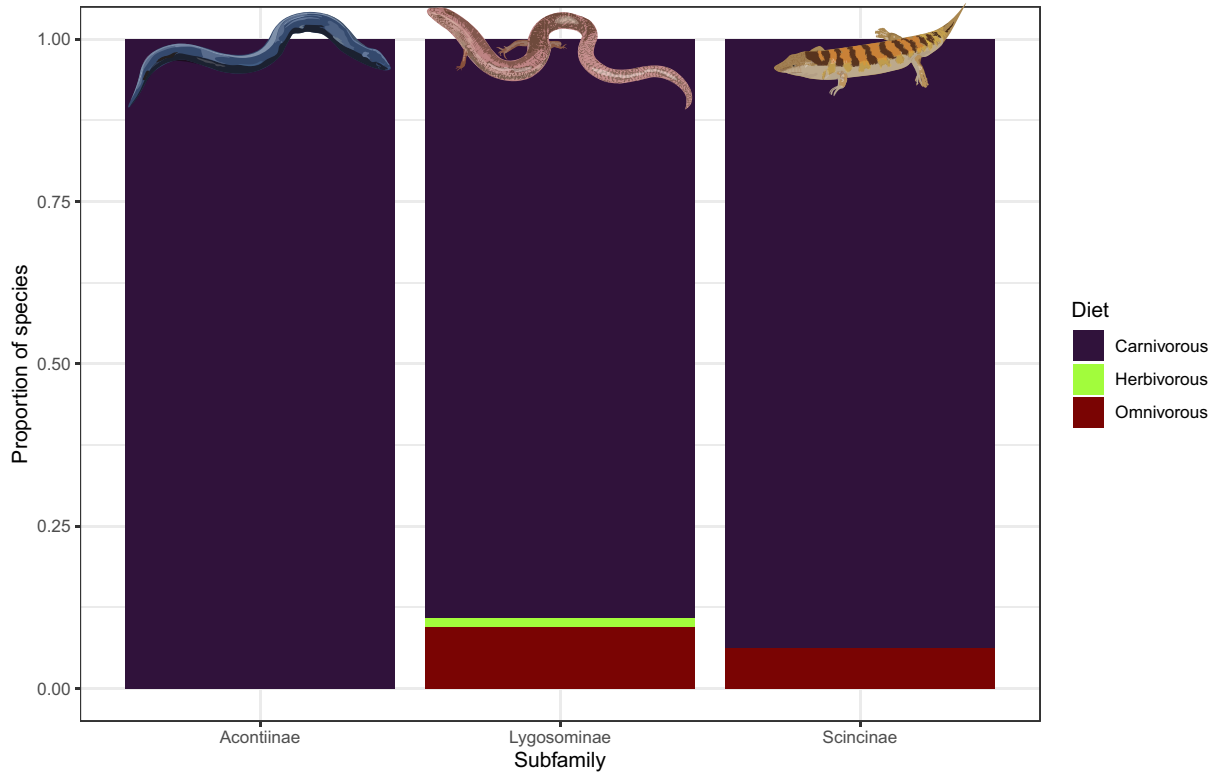 Proportion of species
1.00
0.75
0.50
0.25
0.00
Acontiinae
Lygosominae
Scincinae
Subfamily
Diet
Carnivorous
Herbivorous
Omnivorous